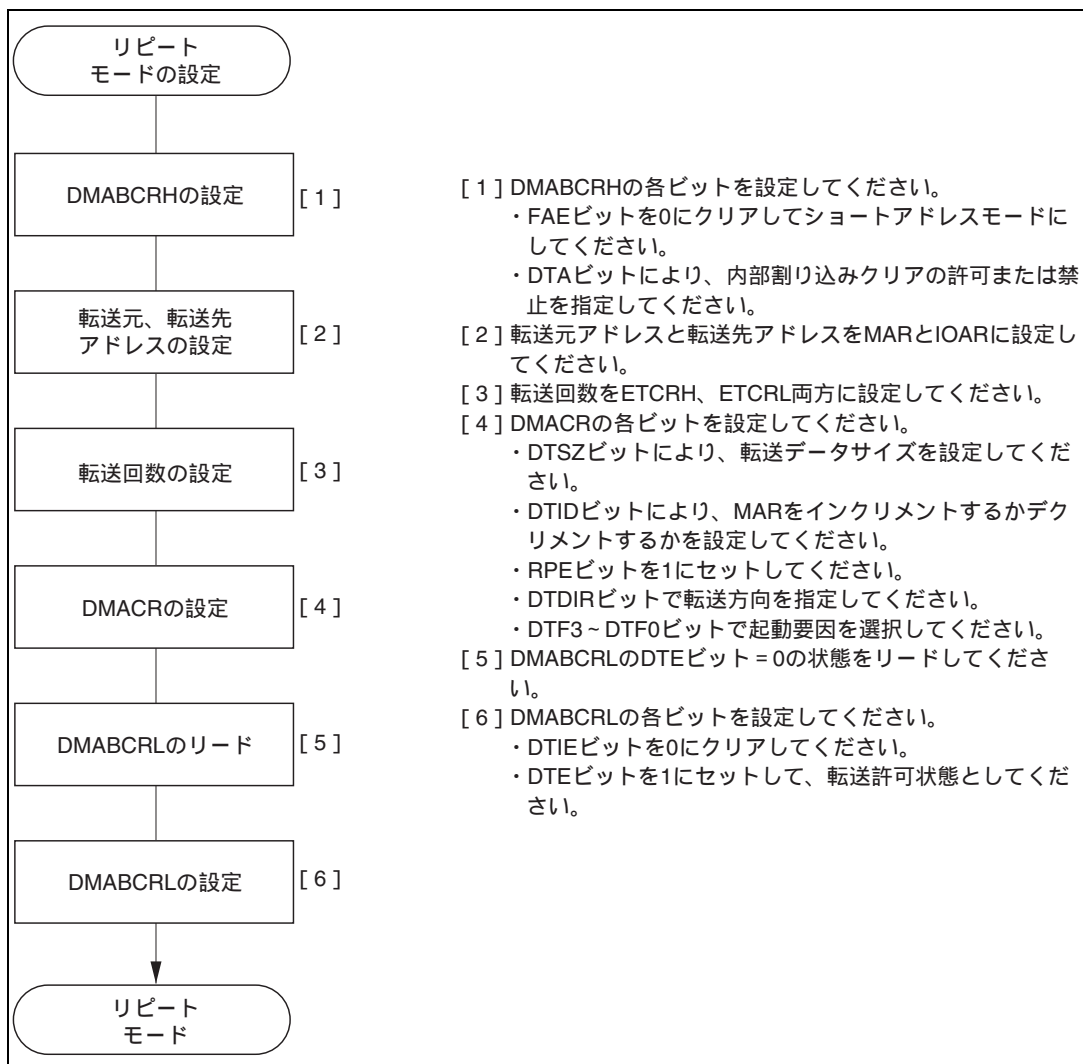 リピート
モードの設定
DMABCRHの設定
[ 1 ]
転送元、転送先
アドレスの設定
[ 2 ]
転送回数の設定
[ 3 ]
DMACRの設定
[ 4 ]
DMABCRLのリード
[ 5 ]
DMABCRLの設定
[ 6 ]
リピート
モード
[ 1 ] DMABCRHの各ビットを設定してください。
・FAEビットを0にクリアしてショートアドレスモードに
してください。
・DTAビットにより、内部割り込みクリアの許可または禁
止を指定してください。
[ 2 ] 転送元アドレスと転送先アドレスをMARとIOARに設定し
てください。
[ 3 ] 転送回数をETCRH、ETCRL両方に設定してください。
[ 4 ] DMACRの各ビットを設定してください。
・DTSZビットにより、転送データサイズを設定してくだ
さい。
・DTIDビットにより、MARをインクリメントするかデク
リメントするかを設定してください。
・RPEビットを1にセットしてください。
・DTDIRビットで転送方向を指定してください。
・DTF3～DTF0ビットで起動要因を選択してください。
[ 5 ] DMABCRLのDTEビット = 0の状態をリードしてくださ
い。
[ 6 ] DMABCRLの各ビットを設定してください。
・DTIEビットを0にクリアしてください。
・DTEビットを1にセットして、転送許可状態としてくだ
さい。